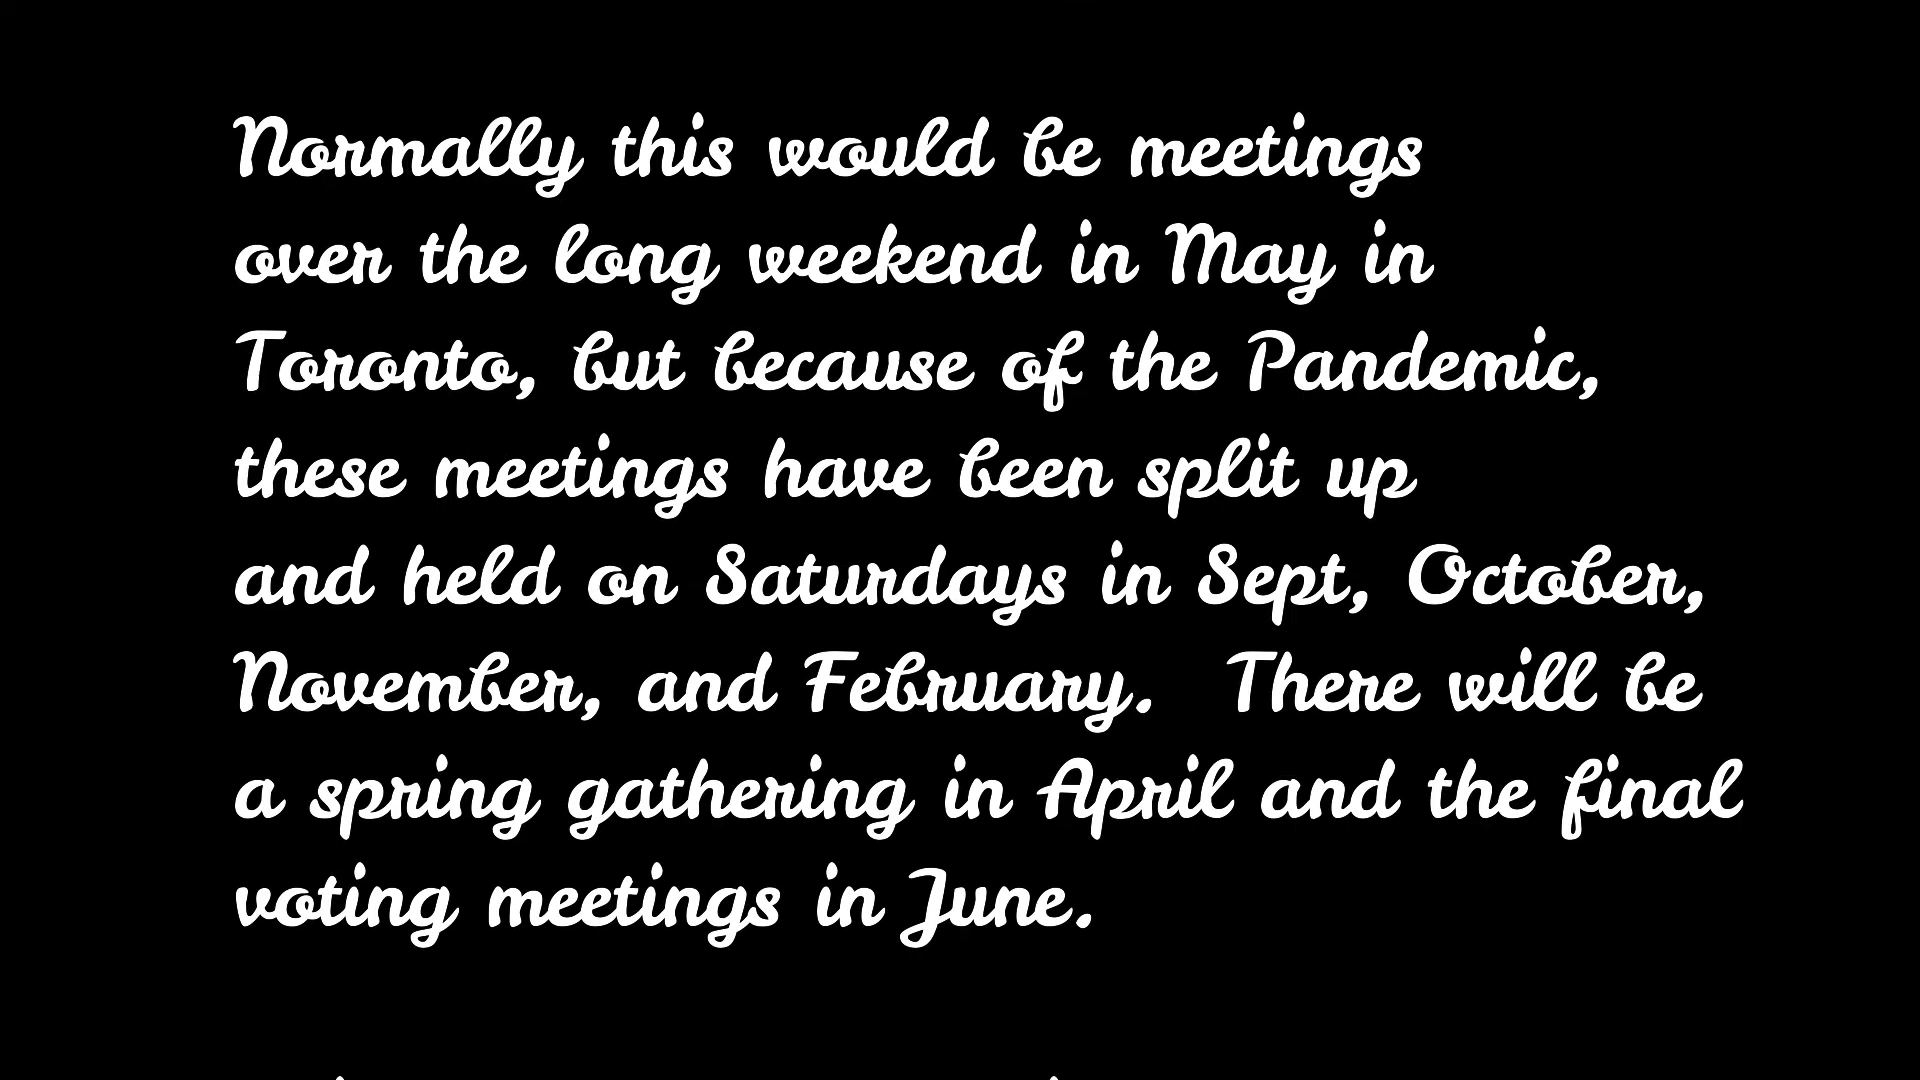 Normally this would be meetings
over the long weekend in May in
Toronto, but because of the Pandemic,
these meetings have been split up
and held on Saturdays in Sept, October,
November, and February.  There will be
a spring gathering in April and the final
voting meetings in June.